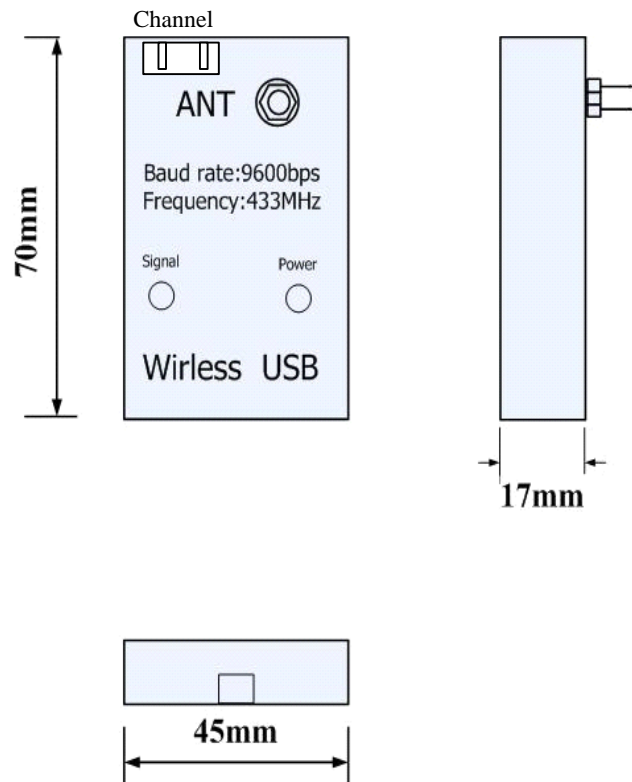 Channel
ANT
Baud rate:9600bps
Frequency:433MHz
70mm
Signal
Power
Wirless USB
17mm
45mm